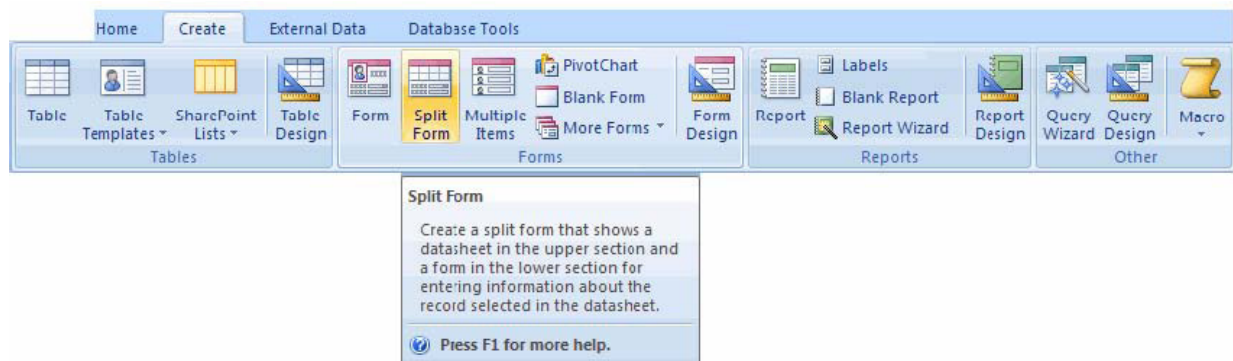 Home Create External Data Database Tools
Table
Table Templates
SharePoint Lists
Table Design
Tables
Form
Split Form
Multiple Items
PivotChart
Blank Form
More Forms
Form Design
Forms
Report
Labels
Blank Report
Report Wizard
Report Design
Reports
Query Wizard
Query Design
Macro
Other
Split Form
Create a split form that shows a
datasheet in the upper section and
a form in the lower section for
entering information about the
record selected in the datasheet.
Press F1 for more help.